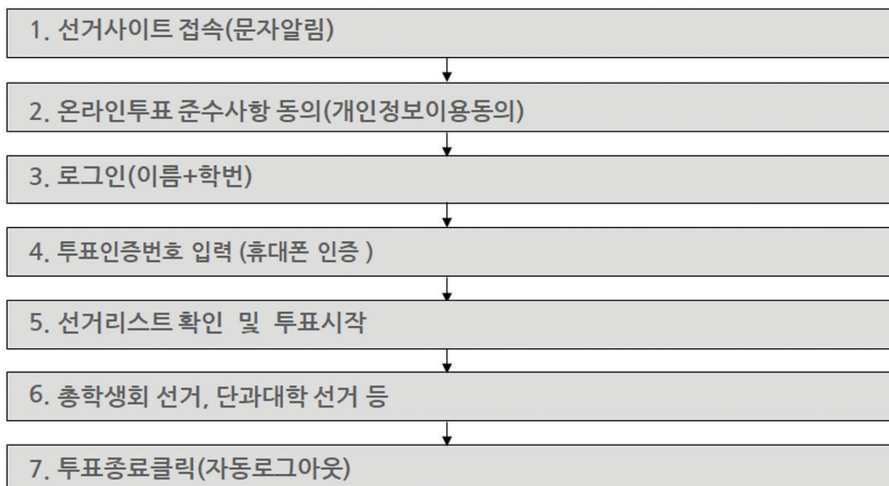 1. 선거사이트 접속(문자알림)
2. 온라인투표 준수사항 동의(개인정보이용동의)
3. 로그인(이름+학번)
4. 투표인증번호 입력 (휴대폰 인증 )
5. 선거리스트 확인 및 투표시작
6. 총학생회 선거, 단과대학 선거 등
7. 투표종료클릭(자동로그아웃)